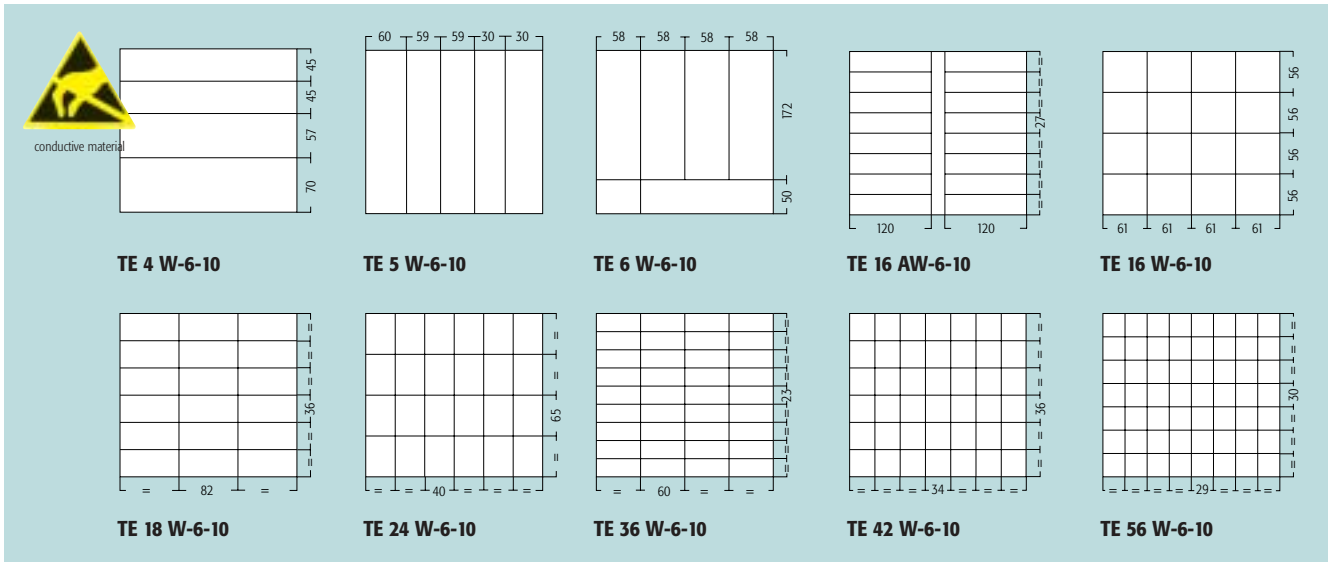 conductive material
45
45
57
70
TE 4 W-6-10
60 59 59 30 30
TE 5 W-6-10
58 58 58 58
172
50
TE 6 W-6-10
= = = 27 = = = =
120 120
TE 16 AW-6-10
56
56
56
56
61 61 61 61
TE 16 W-6-10
= = = 36 = =
= 82 =
TE 18 W-6-10
= = 65 =
= = 40 = = =
TE 24 W-6-10
= = = = 23 = = = =
= 60 = =
TE 36 W-6-10
= = = 36 = =
= = = 34 = = =
TE 42 W-6-10
= = = 30 = = =
= = = = 29 = = =
TE 56 W-6-10